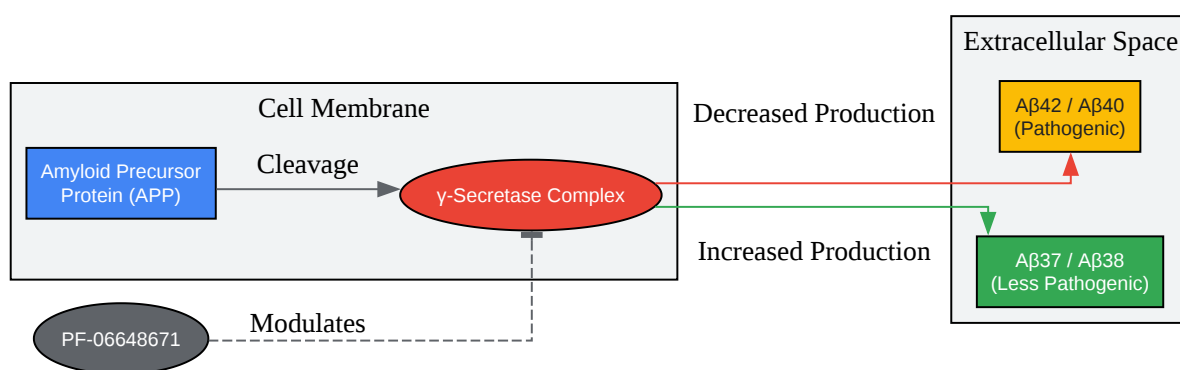 Extracellular Space
Cell Membrane
Decreased Production
Aβ42 / Aβ40
(Pathogenic)
Amyloid Precursor
Protein (APP)
Cleavage
γ-Secretase Complex
Increased Production
Aβ37 / Aβ38
(Less Pathogenic)
PF-06648671
Modulates